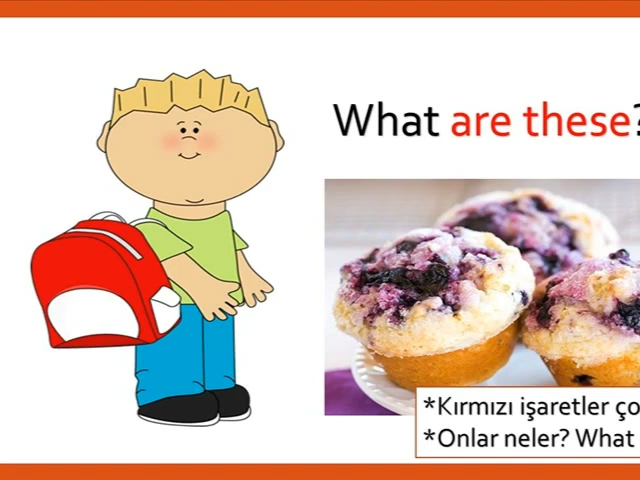 What are these?
*Kırmızı işaretler ço
*Onlar neler? What